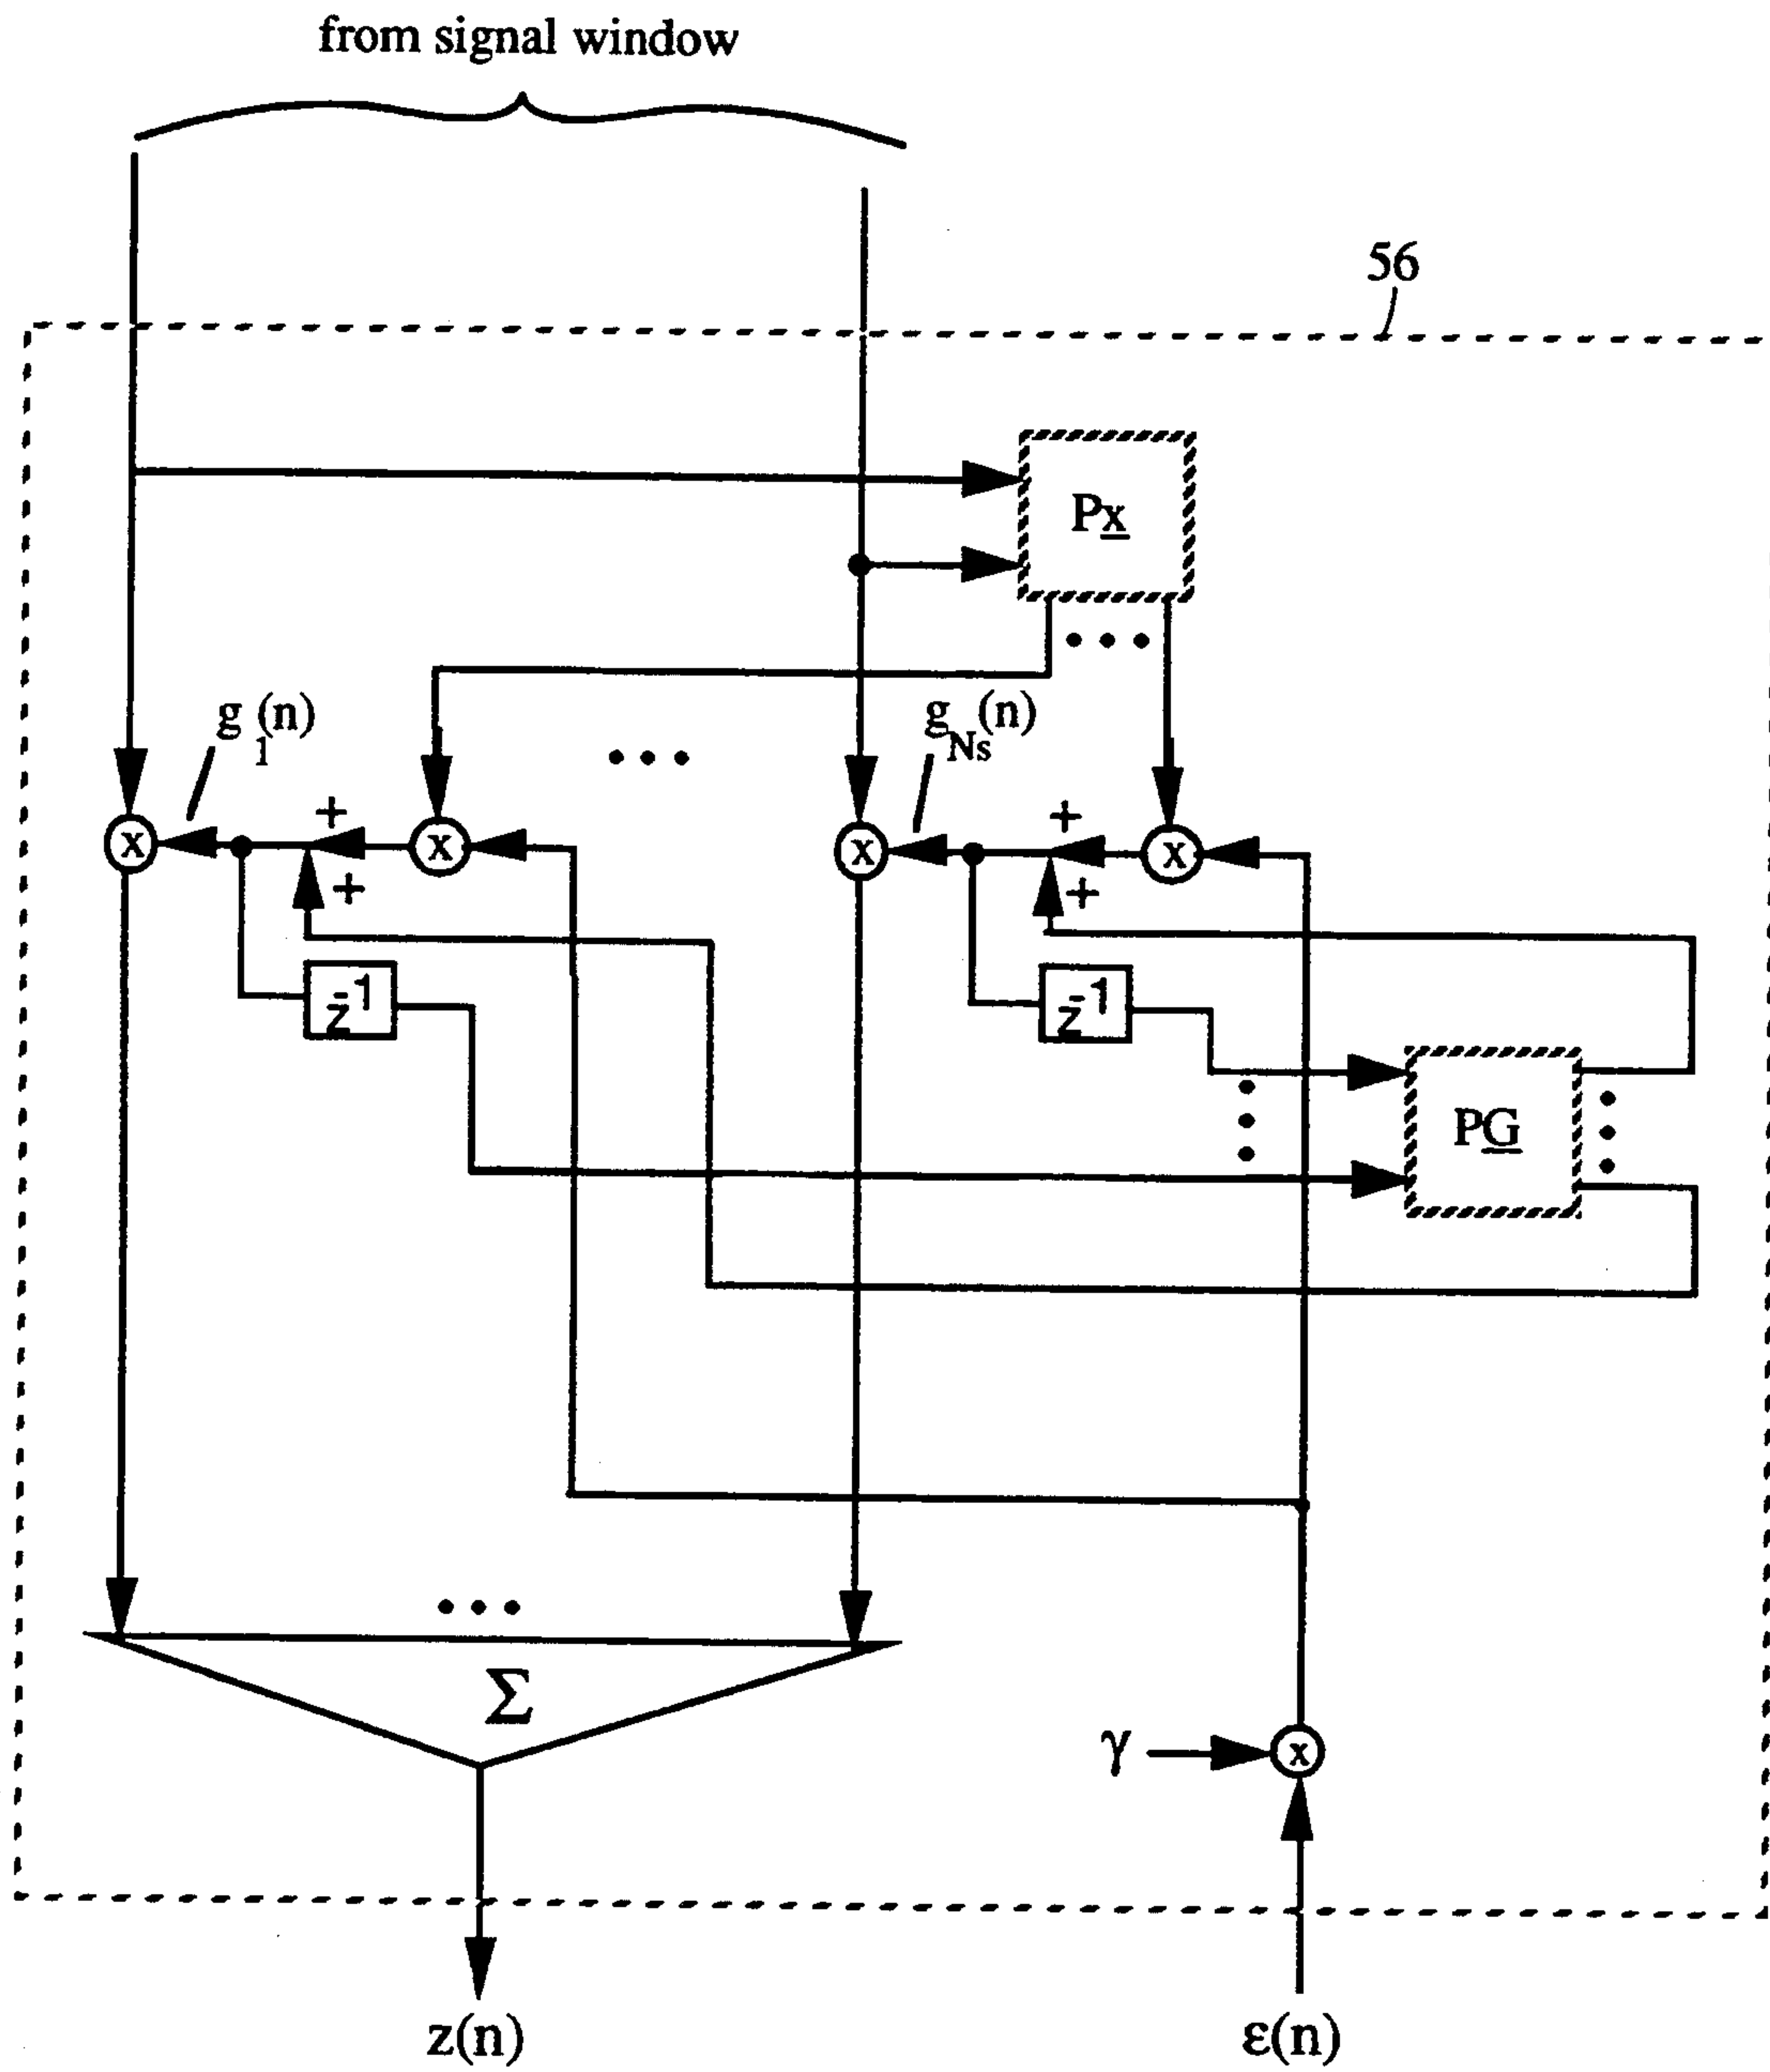 from signal window
56
Px
g1(n)
gNs(n)
x
+
x
x
+
x
+
+
z-1
z-1
PG
Σ
γ
x
z(n)
ε(n)